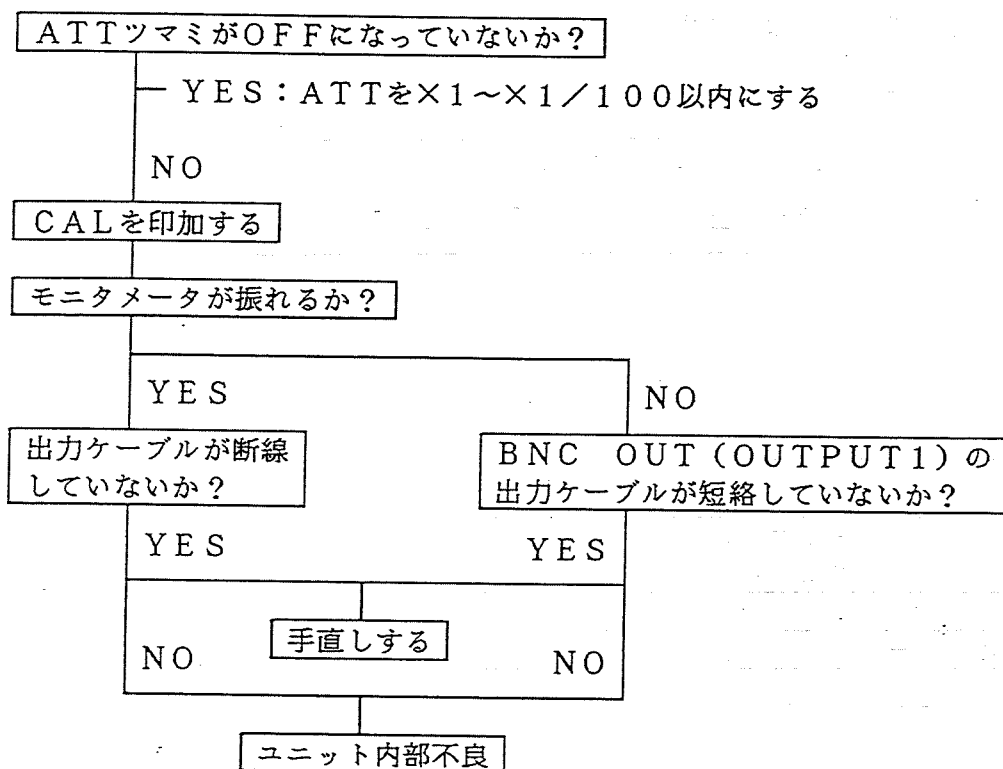 ATTツマミがOFFになっていないか?
YES:ATTを×1~×1/100以内にする
NO
CALを印加する
モニタメータが振れるか?
YES
NO
出力ケーブルが断線
していないか?
BNC OUT(OUTPUT1)の
出力ケーブルが短絡していないか?
YES
YES
手直しする
NO
NO
ユニット内部不良